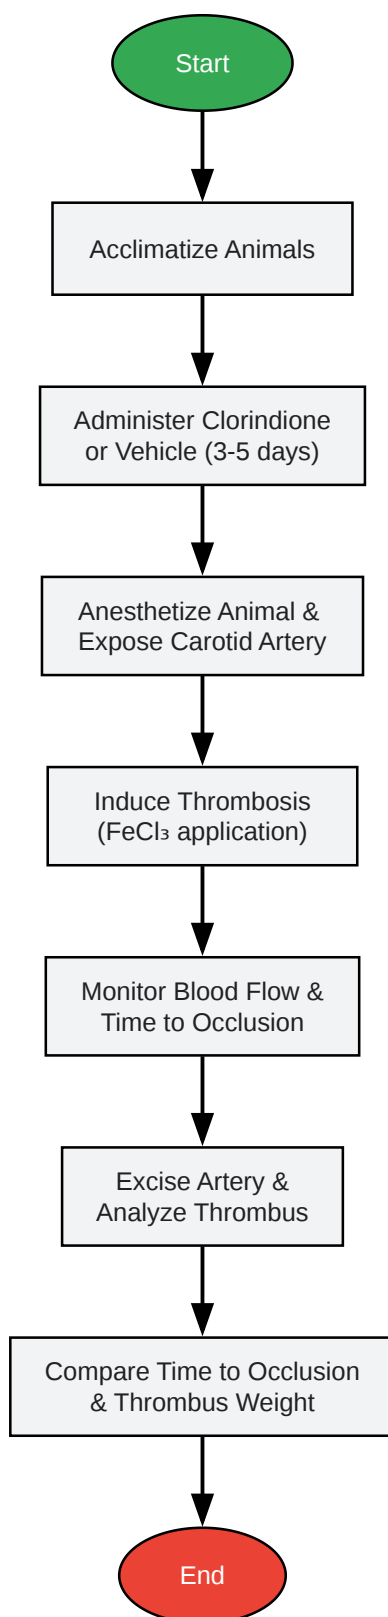 Start
Acclimatize Animals
Administer Clorindione
or Vehicle (3-5 days)
Anesthetize Animal &
Expose Carotid Artery
Induce Thrombosis
(FeCl₃ application)
Monitor Blood Flow &
Time to Occlusion
Excise Artery &
Analyze Thrombus
Compare Time to Occlusion
& Thrombus Weight
End